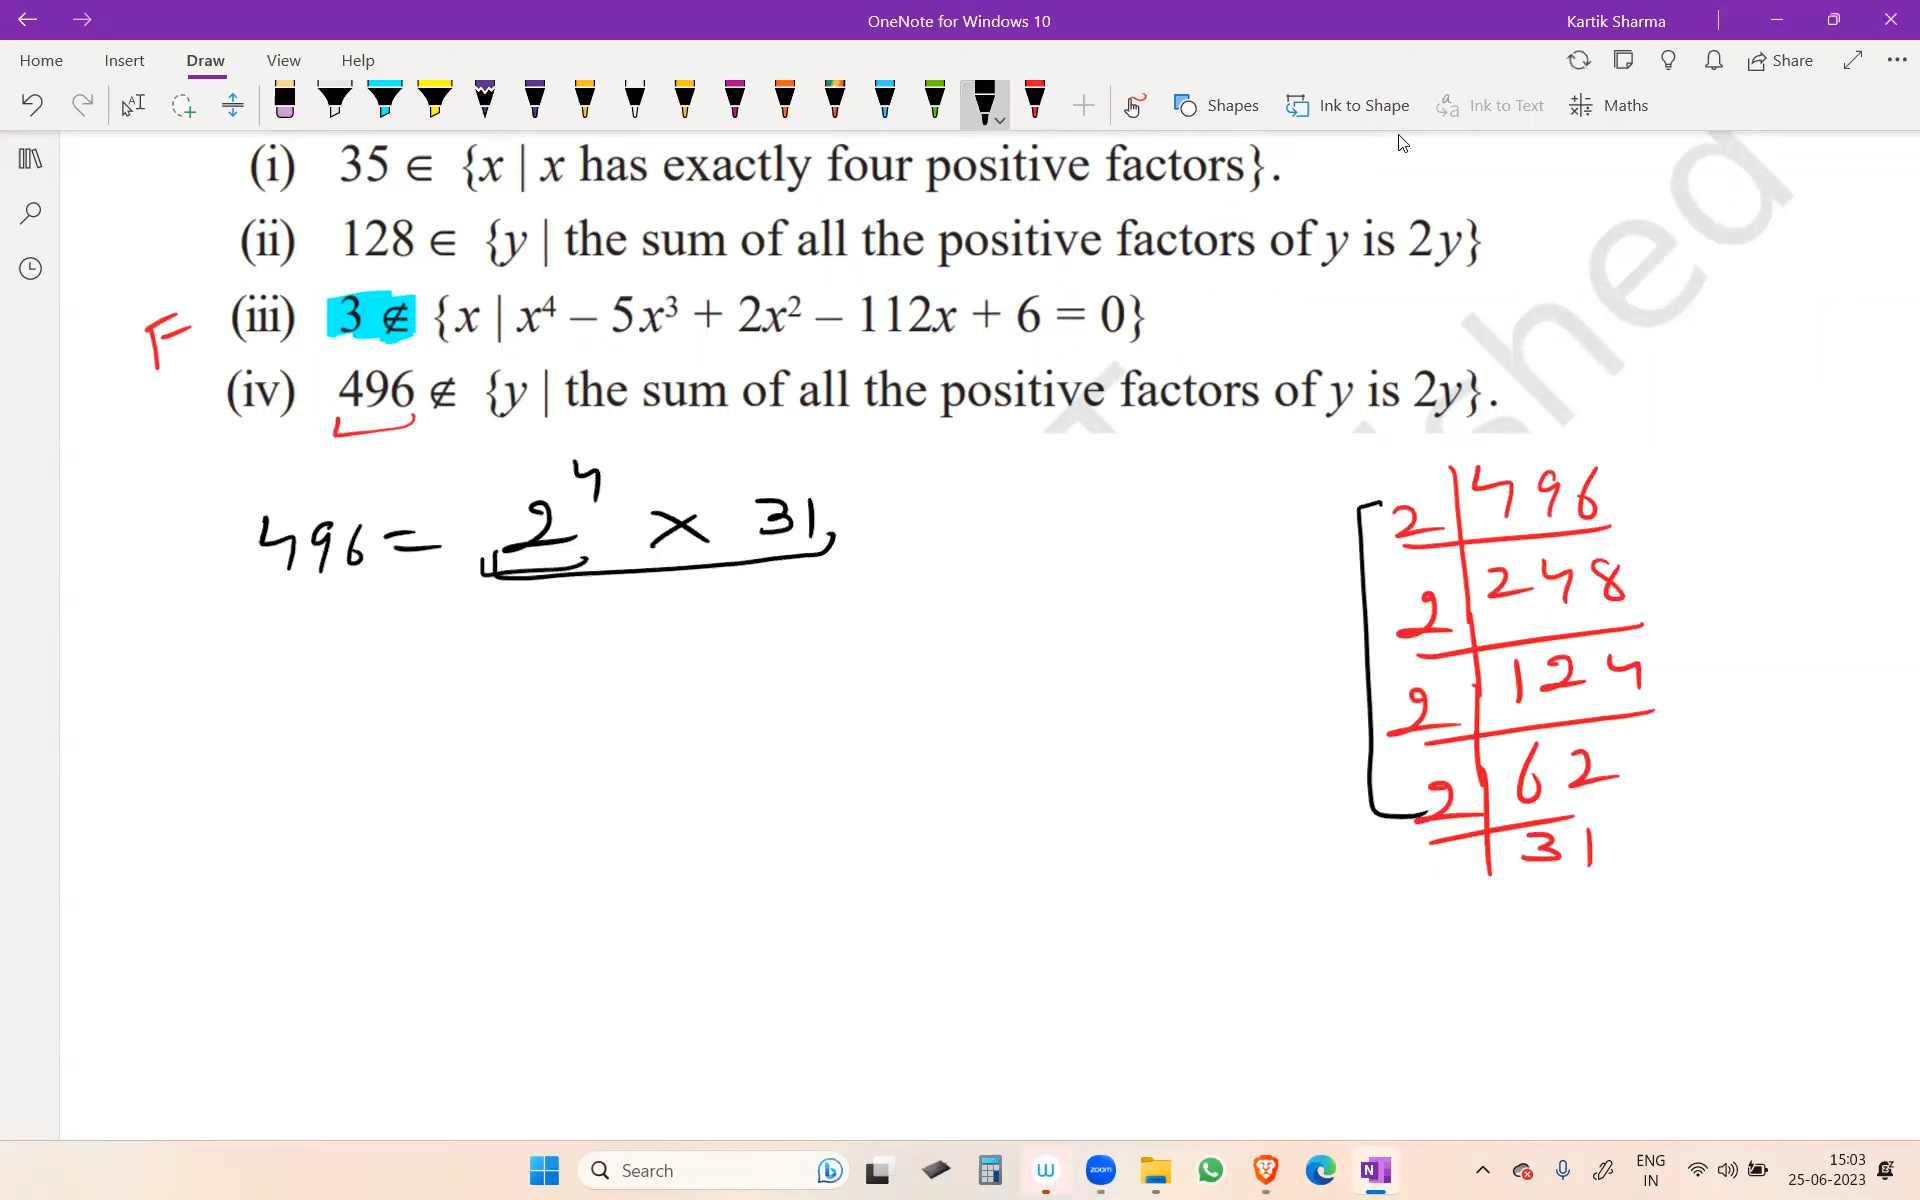 OneNote for Windows 10
Kartik Sharma
Home Insert Draw View Help
Share
Shapes Ink to Shape Ink to Text Maths
(i) 35 ∈ {x | x has exactly four positive factors}.
(ii) 128 ∈ {y | the sum of all the positive factors of y is 2y}
F (iii) 3 ∉ {x | x⁴ – 5x³ + 2x² – 112x + 6 = 0}
(iv) 496 ∉ {y | the sum of all the positive factors of y is 2y}.
shed
496 = 2⁴ × 31
2 | 496
2 | 248
2 | 124
2 | 62
31
Search
zoom
ENG
IN
15:03
25-06-2023